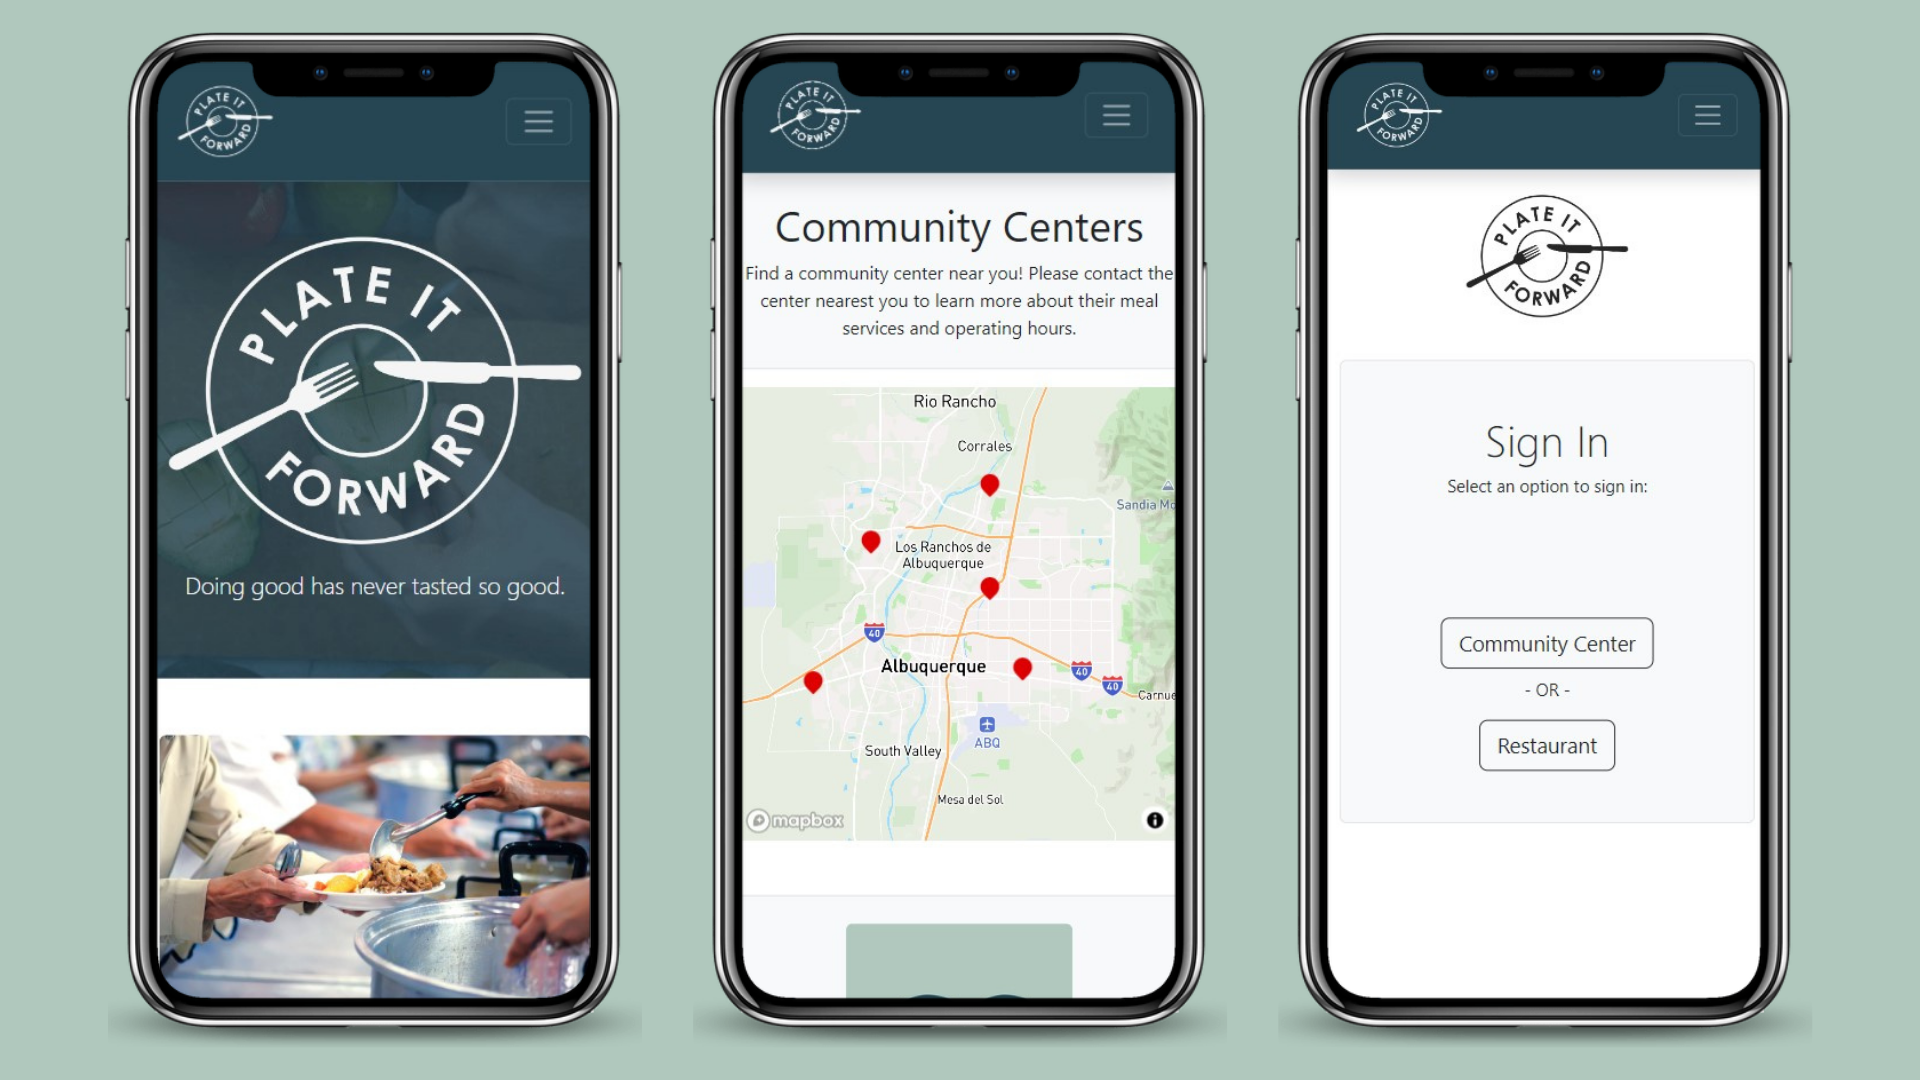 PLATE IT
FORWARD
PLATE IT
FORWARD
Doing good has never tasted so good.
PLATE IT
FORWARD
Community Centers
Find a community center near you! Please contact the
center nearest you to learn more about their meal
services and operating hours.
Rio Rancho
Corrales
Sandia Mo
Los Ranchos de
Albuquerque
40
Albuquerque
40
40
Carnue
ABQ
South Valley
Mesa del Sol
mapbox
PLATE IT
FORWARD
PLATE IT
FORWARD
Sign In
Select an option to sign in:
Community Center
- OR -
Restaurant